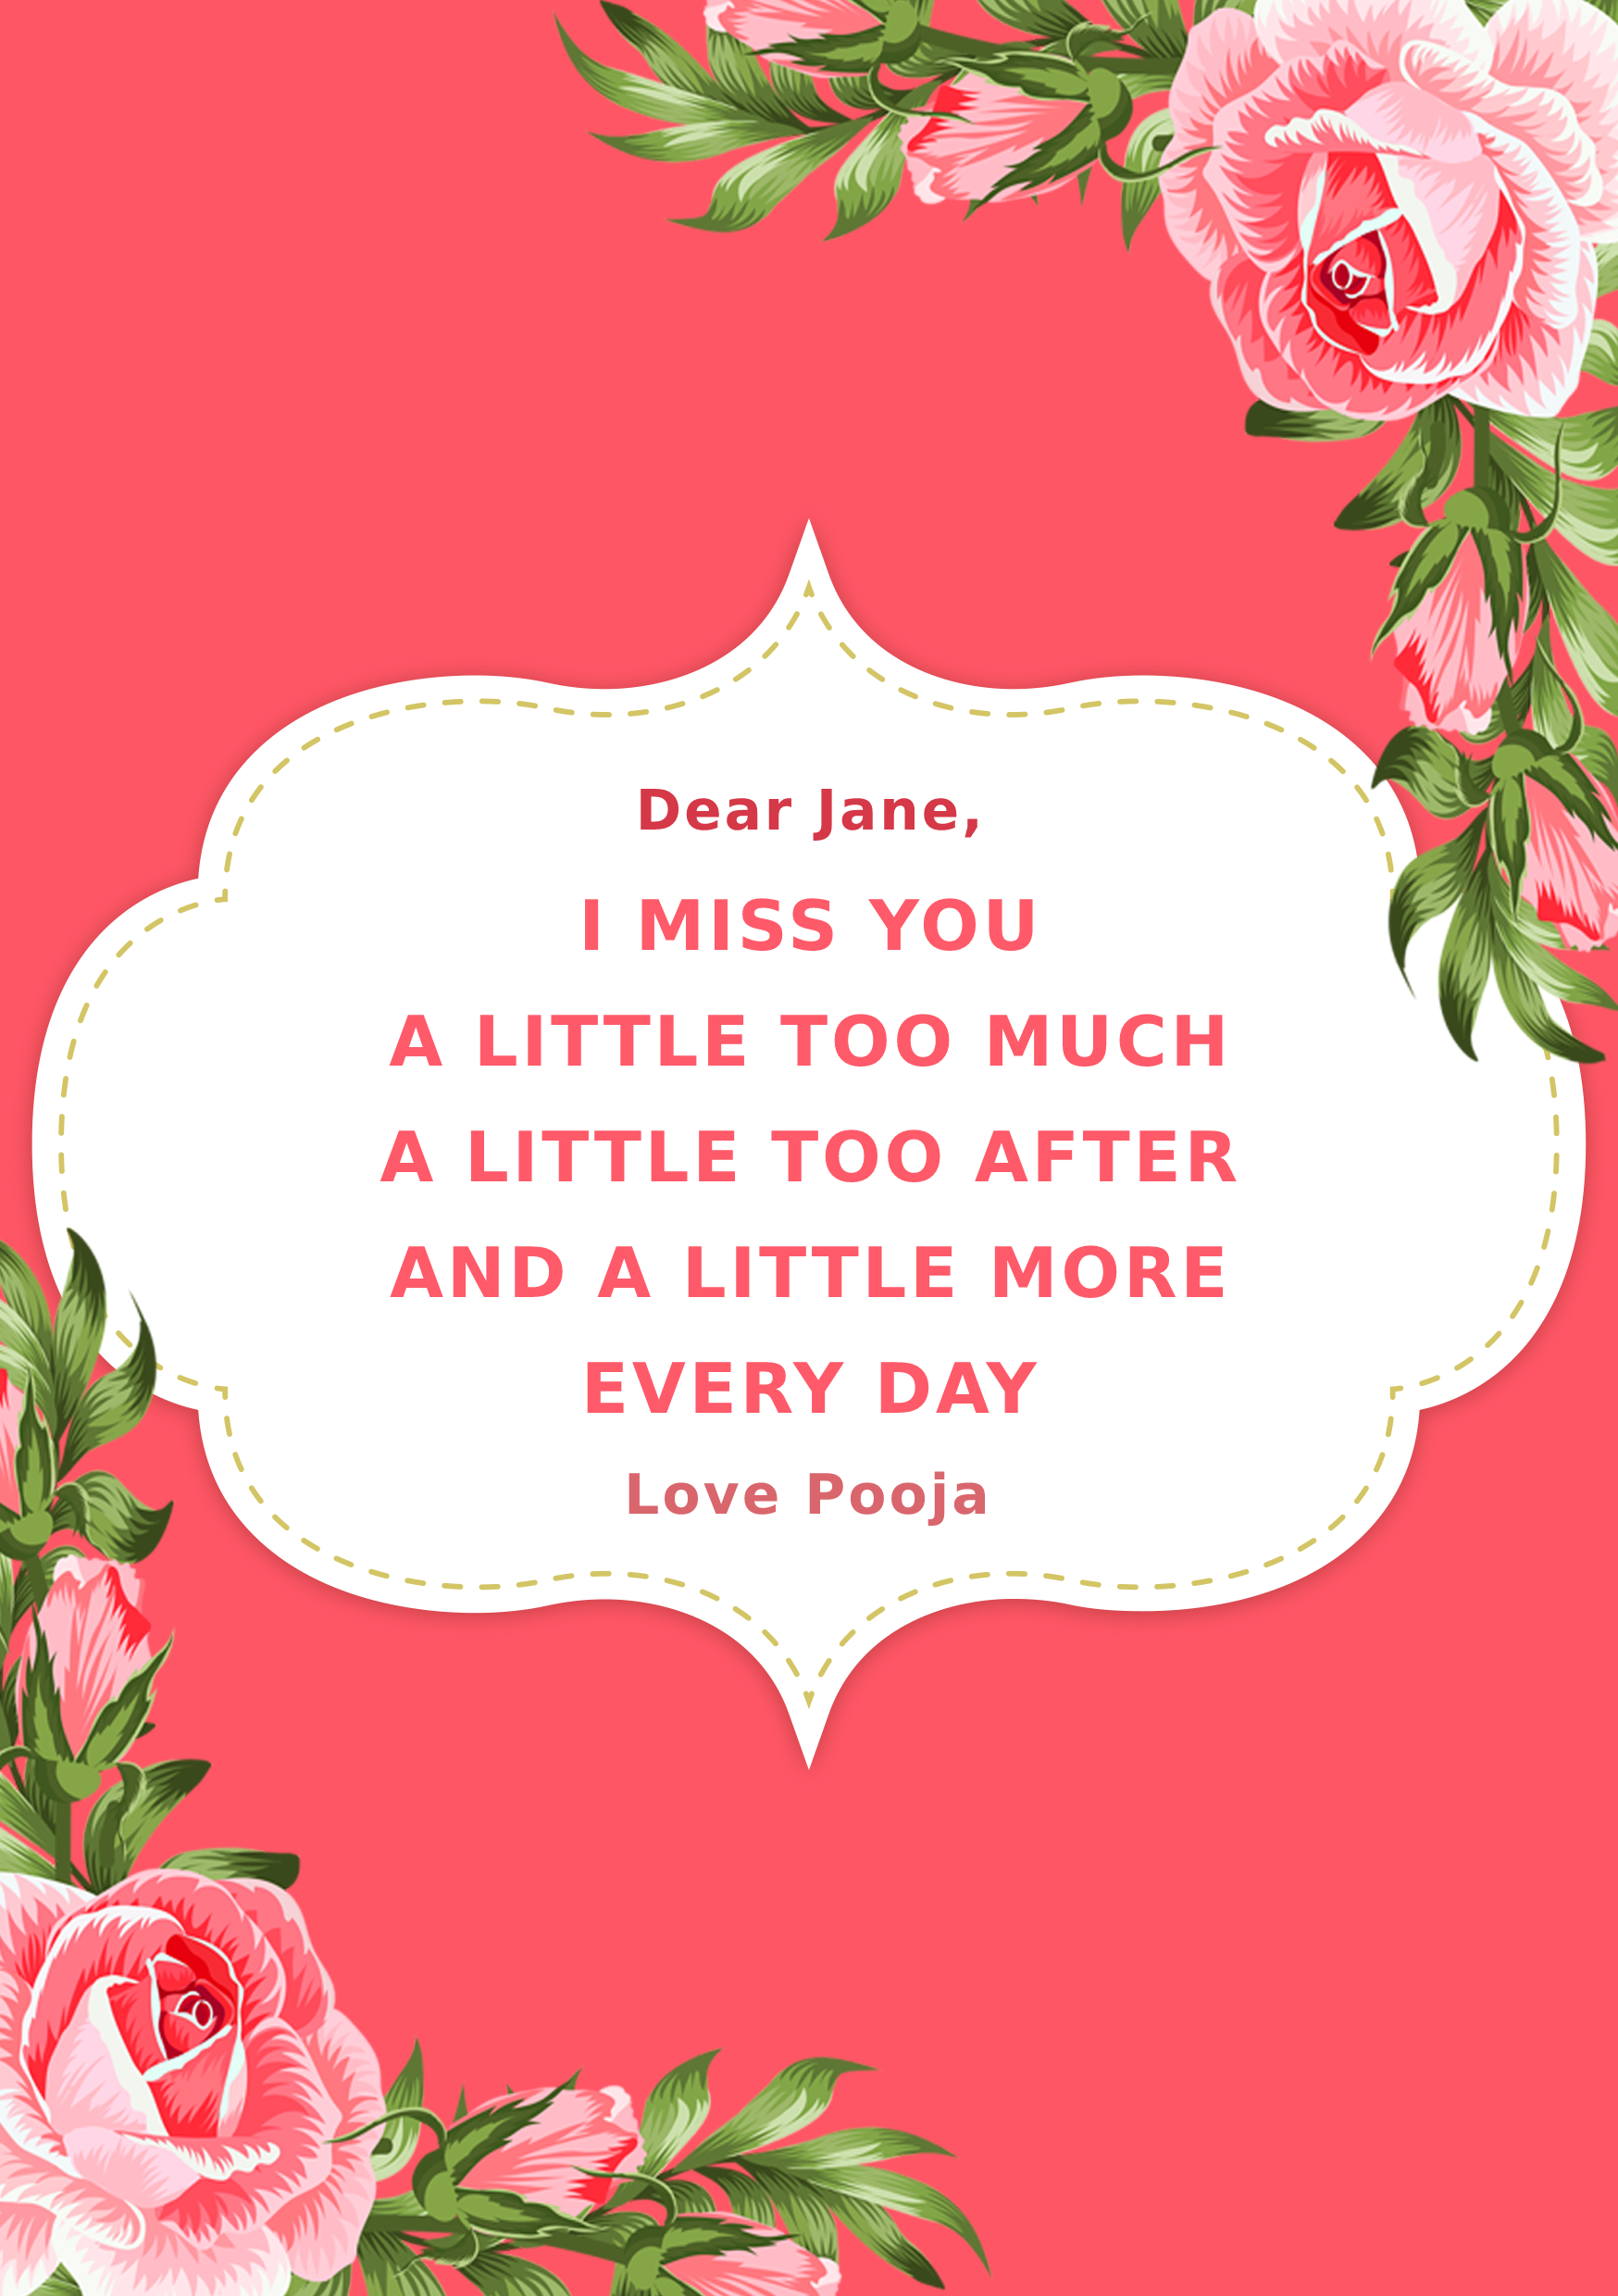 Dear Jane,
I MISS YOU
A LITTLE TOO MUCH
A LITTLE TOO AFTER
AND A LITTLE MORE
EVERY DAY
Love Pooja